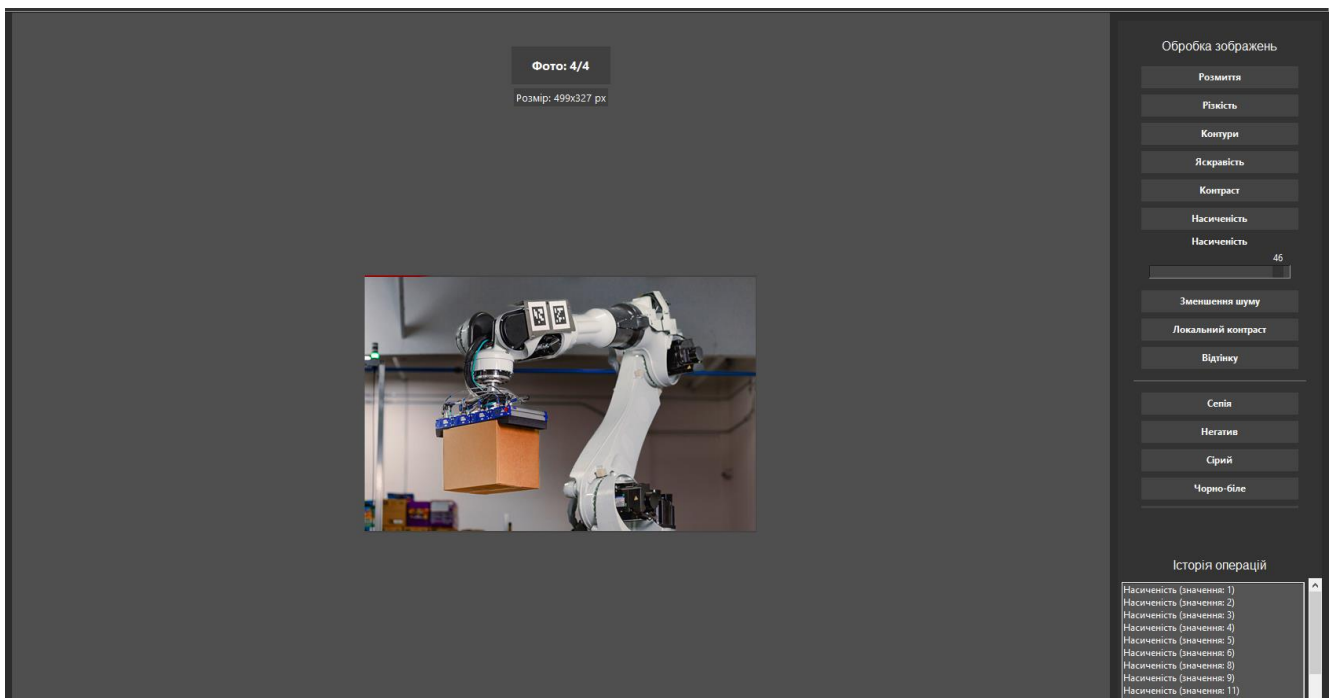 Фото: 4/4
Розмір: 499x327 px
Обробка зображень
Розмиття
Різкість
Контури
Яскравість
Контраст
Насиченість
Насиченість
46
Зменшення шуму
Локальний контраст
Відтінку
Сепія
Негатив
Сірий
Чорно-біле
Історія операцій
Насиченість (значення: 1)
Насиченість (значення: 2)
Насиченість (значення: 3)
Насиченість (значення: 4)
Насиченість (значення: 5)
Насиченість (значення: 6)
Насиченість (значення: 8)
Насиченість (значення: 9)
Насиченість (значення: 11)